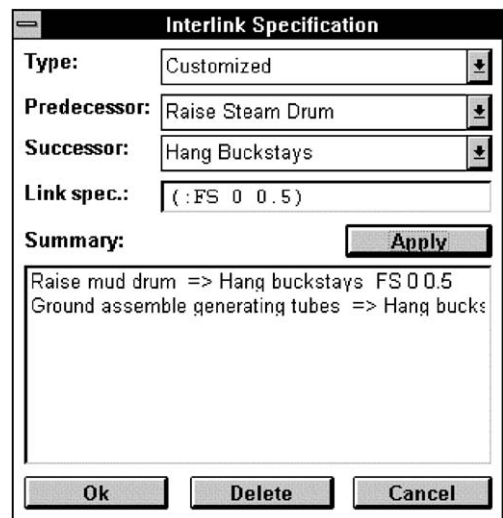 Interlink Specification
Type: Customized
Predecessor: Raise Steam Drum
Successor: Hang Buckstays
Link spec.: (:FS 0 0.5)
Summary: Apply
Raise mud drum => Hang buckstays FS 0 0.5
Ground assemble generating tubes => Hang bucks
Ok Delete Cancel